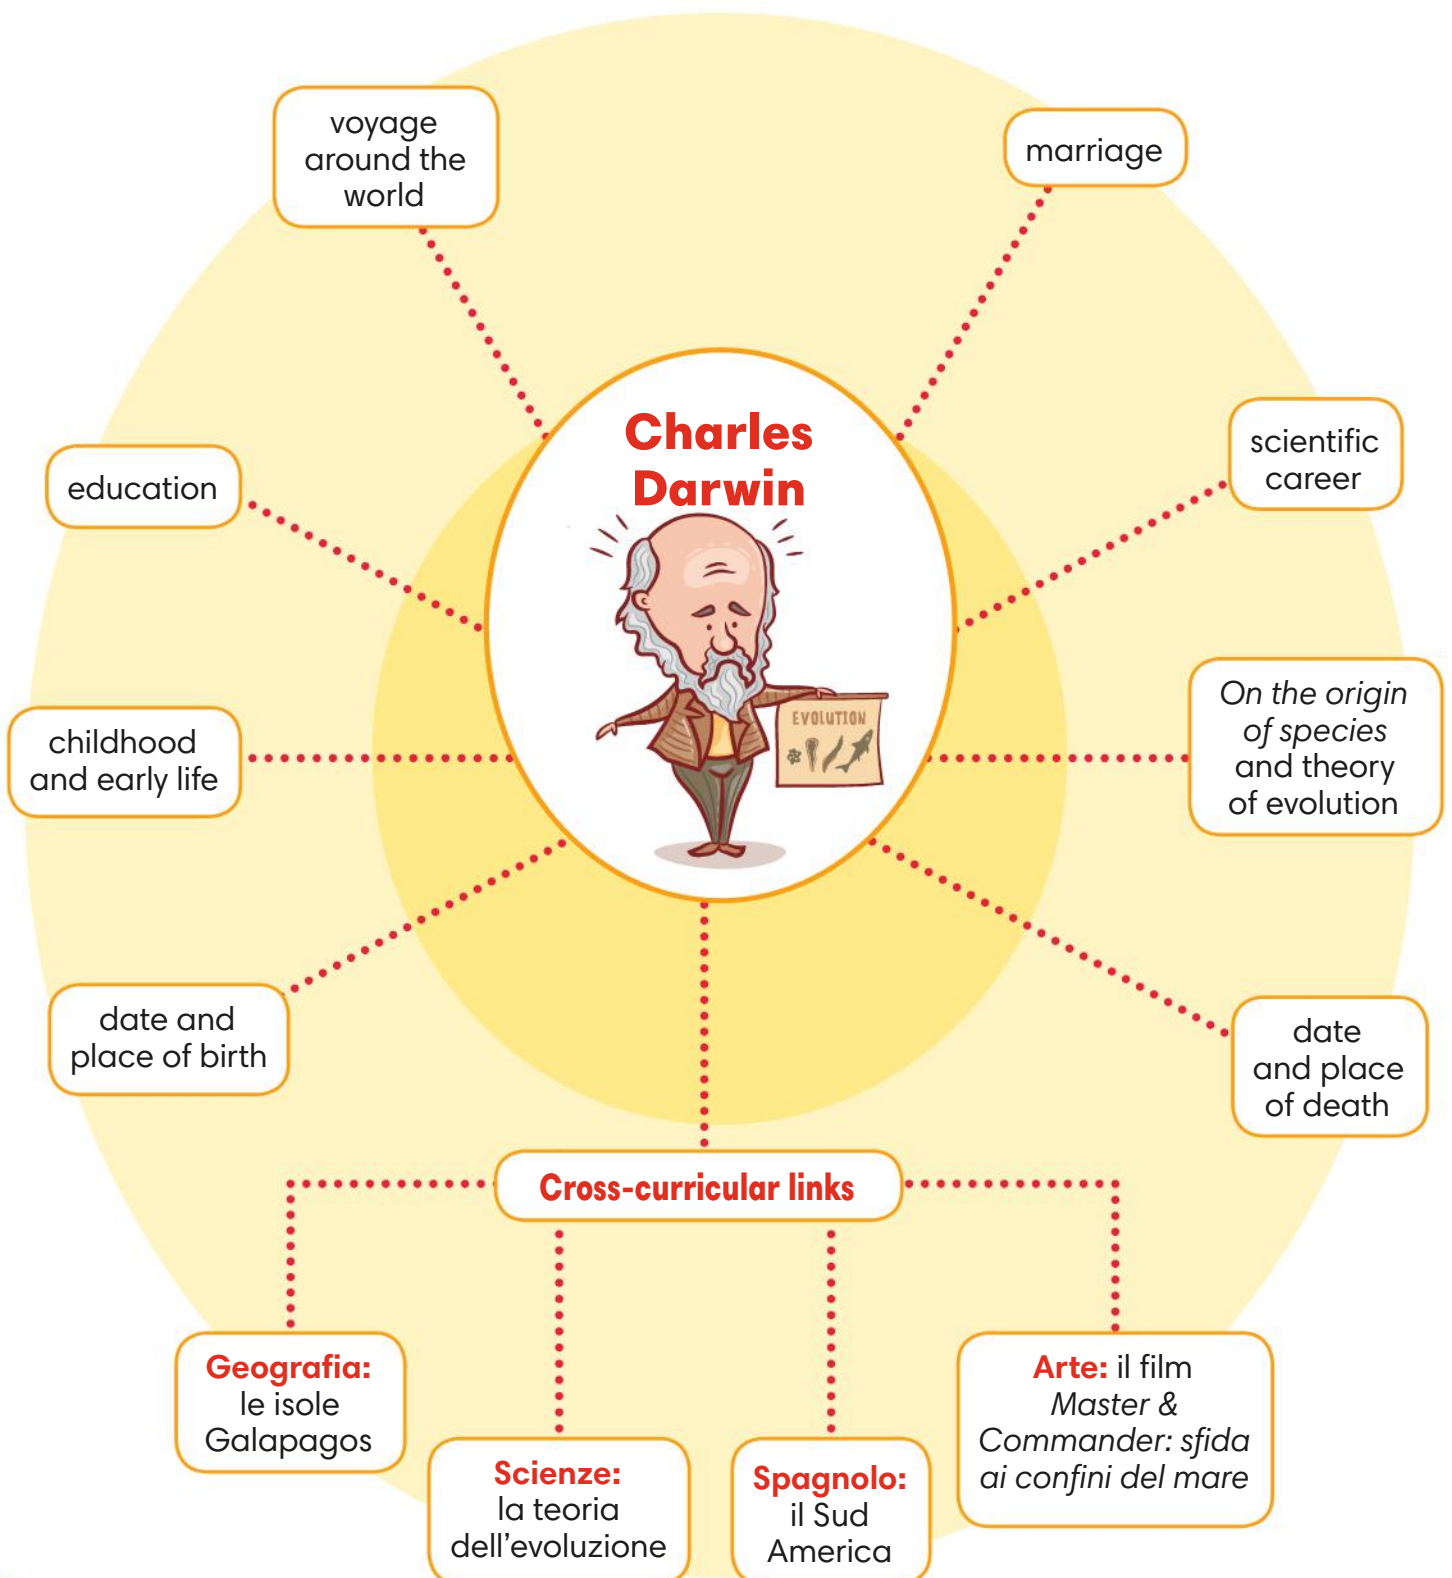 voyage
around the
world
marriage
Charles
Darwin
education
scientific
career
EVOLUTION
childhood
and early life
On the origin
of species
and theory
of evolution
date and
place of birth
date
and place
of death
Cross-curricular links
Geografia:
le isole
Galapagos
Scienze:
la teoria
dell'evoluzione
Spagnolo:
il Sud
America
Arte: il film
Master &
Commander: sfida
ai confini del mare